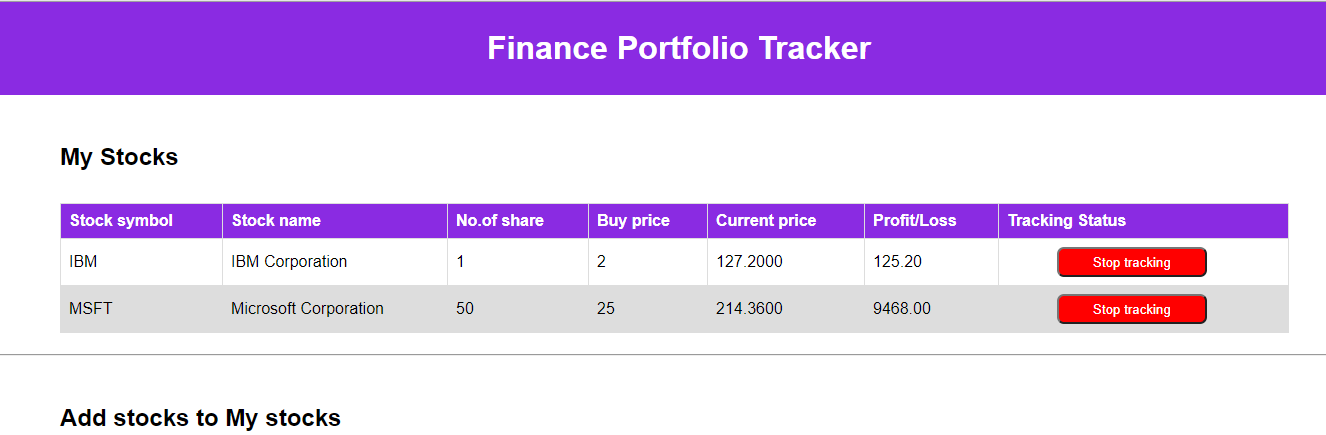 Finance Portfolio Tracker
My Stocks
Stock symbol Stock name No.of share Buy price Current price Profit/Loss Tracking Status
IBM IBM Corporation 1 2 127.2000 125.20 Stop tracking
MSFT Microsoft Corporation 50 25 214.3600 9468.00 Stop tracking
Add stocks to My stocks